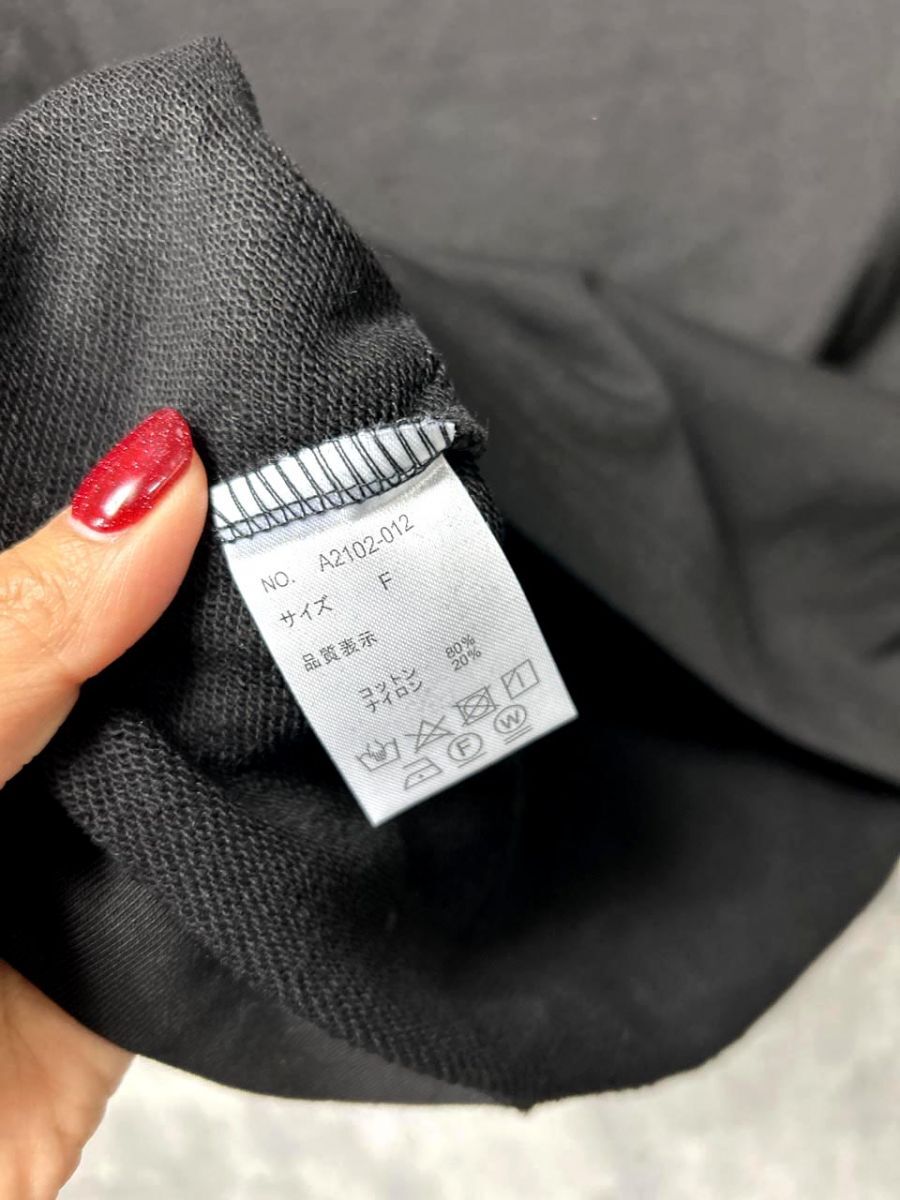 NO. A2102-012
サイズ F
品質表示
コットン 80%
ナイロン 20%
F W